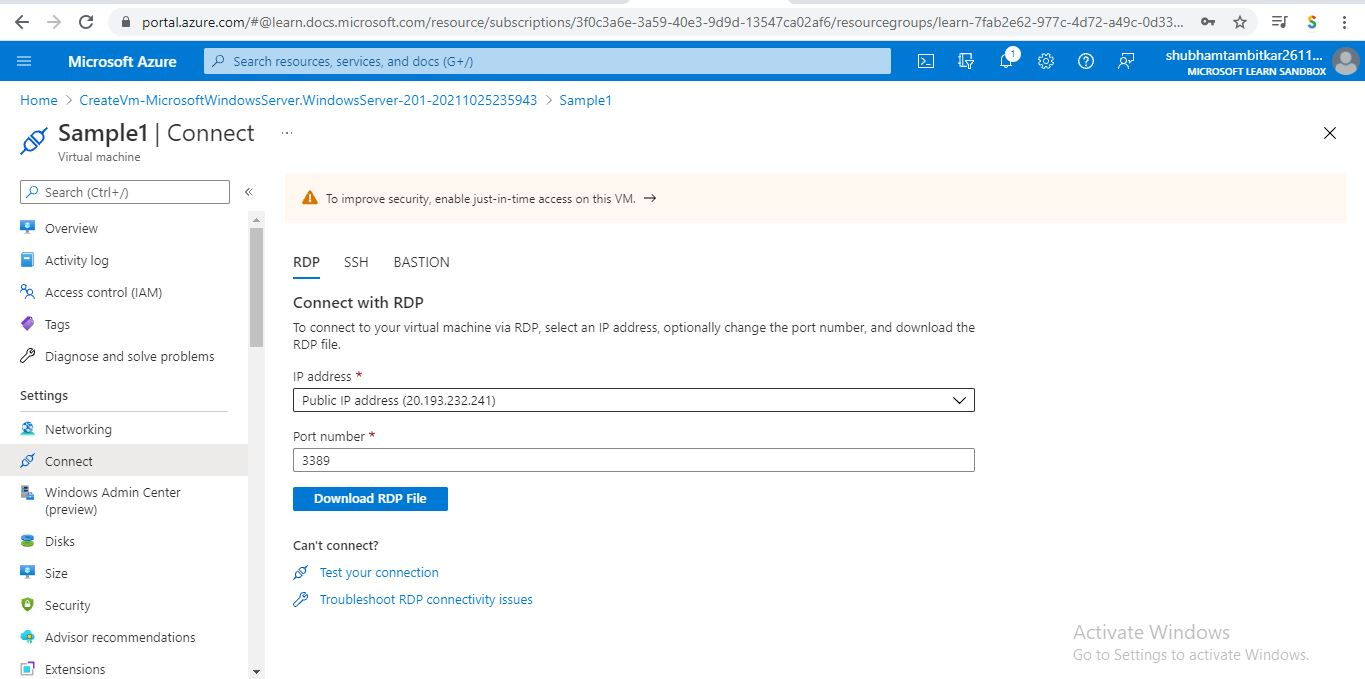 portal.azure.com/#@learn.docs.microsoft.com/resource/subscriptions/3f0c3a6e-3a59-40e3-9d9d-13547ca02af6/resourcegroups/learn-7fab2e62-977c-4d72-a49c-0d33...
Microsoft Azure
Search resources, services, and docs (G+/)
1
shubhamtambitkar2611...
MICROSOFT LEARN SANDBOX
Home > CreateVm-MicrosoftWindowsServer.WindowsServer-201-20211025235943 > Sample1
Sample1 | Connect ...
Virtual machine
Search (Ctrl+/)
«
Overview
Activity log
Access control (IAM)
Tags
Diagnose and solve problems
Settings
Networking
Connect
Windows Admin Center
(preview)
Disks
Size
Security
Advisor recommendations
Extensions
To improve security, enable just-in-time access on this VM. →
RDP SSH BASTION
Connect with RDP
To connect to your virtual machine via RDP, select an IP address, optionally change the port number, and download the
RDP file.
IP address *
Public IP address (20.193.232.241)
Port number *
3389
Download RDP File
Can't connect?
Test your connection
Troubleshoot RDP connectivity issues
Activate Windows
Go to Settings to activate Windows.